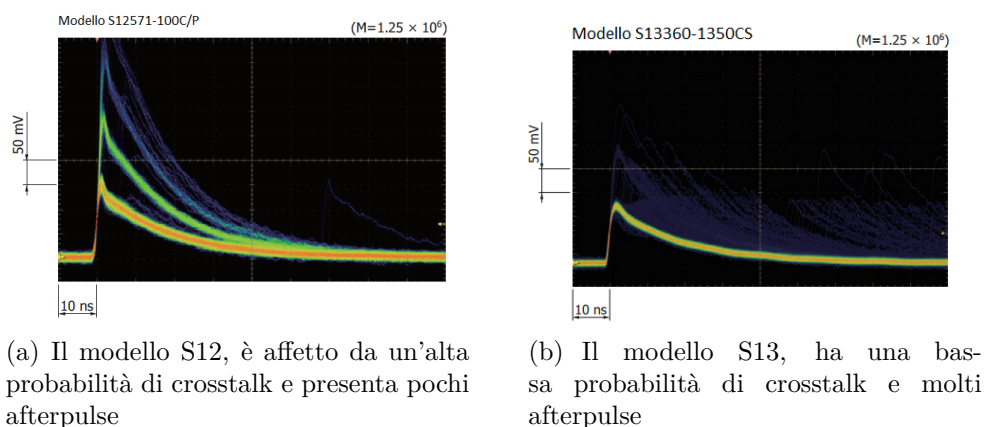 Modello S12571-100C/P
(M=1.25 × 10⁶)
50 mV
10 ns
Modello S13360-1350CS
(M=1.25 × 10⁶)
50 mV
10 ns
(a) Il modello S12, è affetto da un'alta
probabilità di crosstalk e presenta pochi
afterpulse
(b) Il modello S13, ha una bas-
sa probabilità di crosstalk e molti
afterpulse